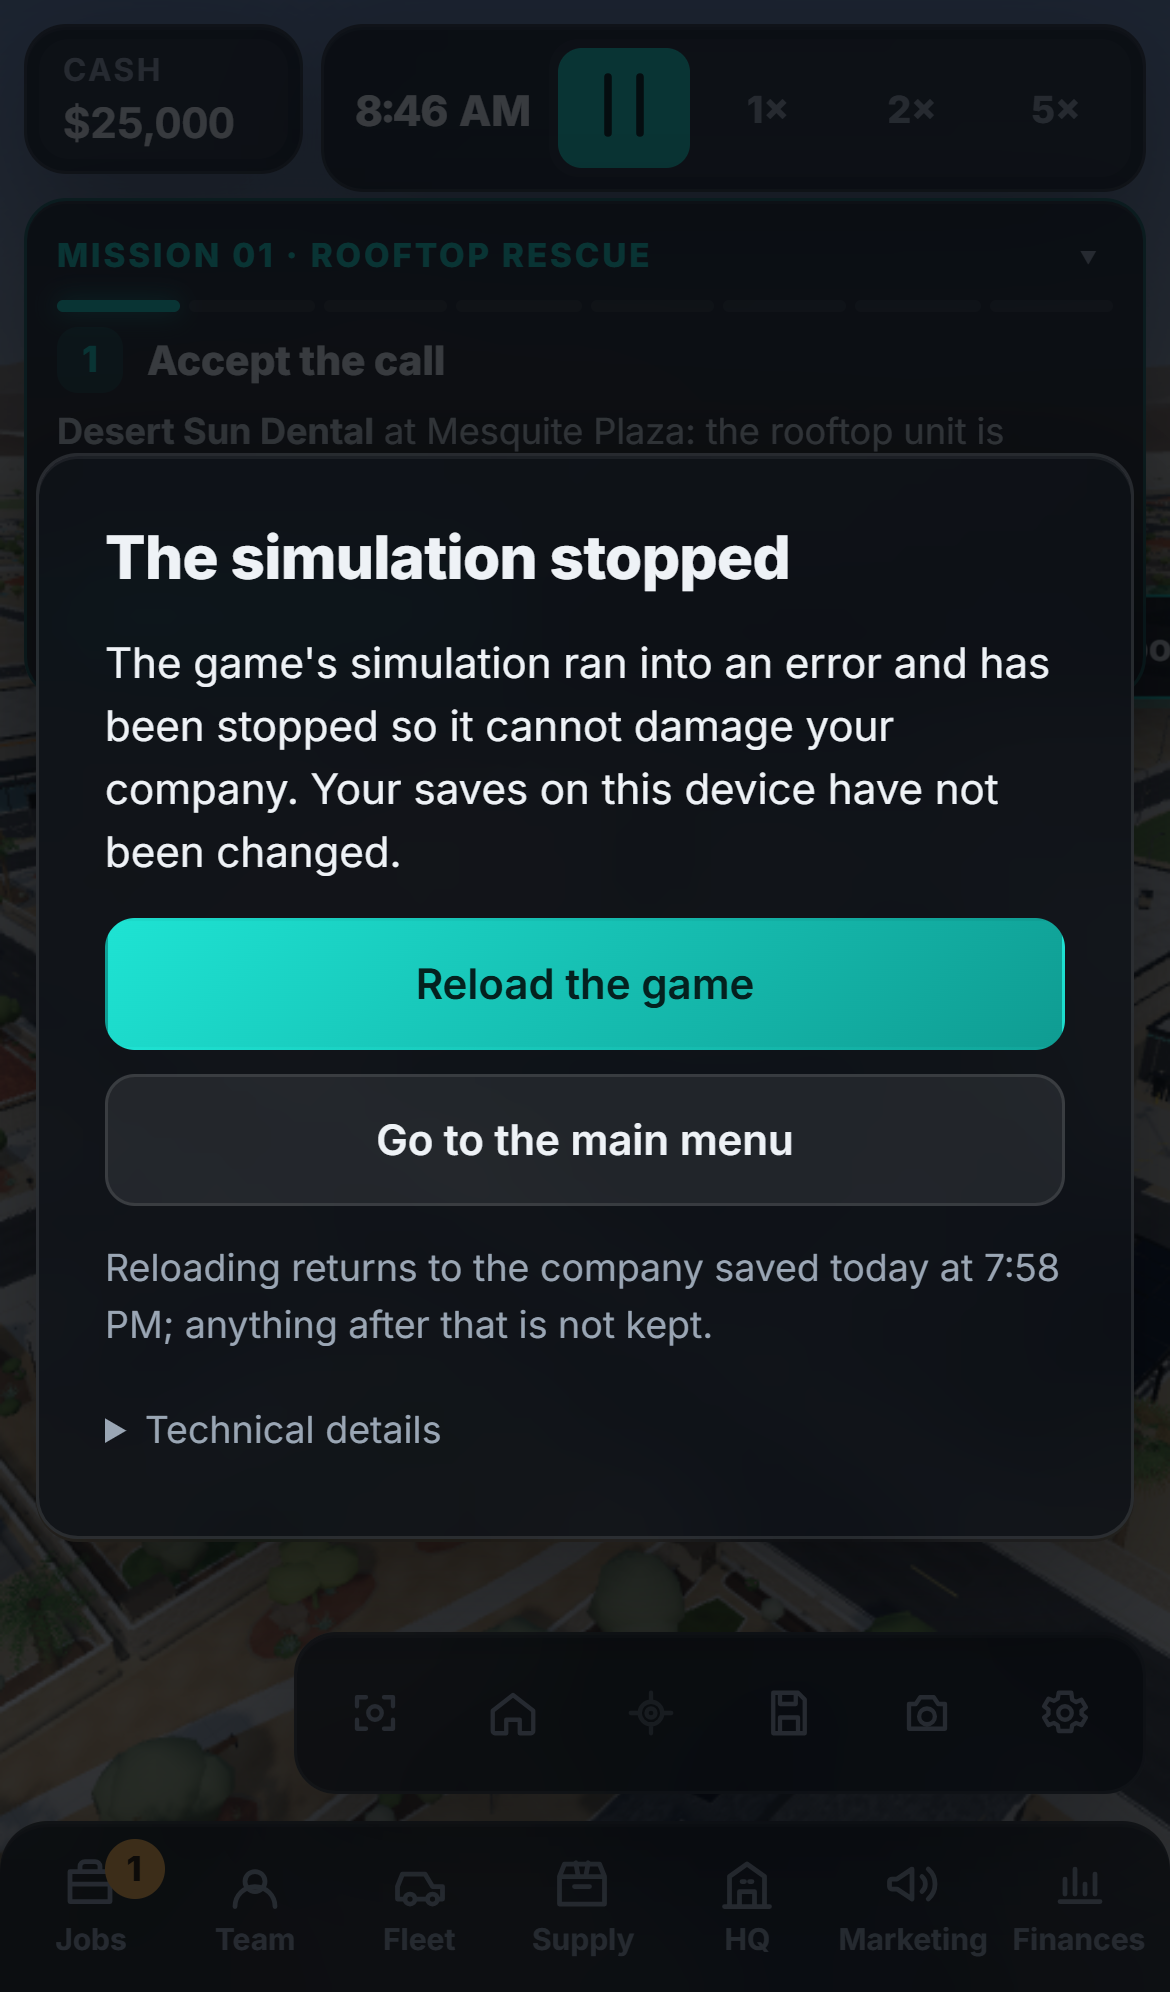 CASH
$25,000
8:46 AM
1×
2×
5×
MISSION 01 · ROOFTOP RESCUE
1
Accept the call
Desert Sun Dental at Mesquite Plaza: the rooftop unit is
The simulation stopped
The game's simulation ran into an error and has
been stopped so it cannot damage your
company. Your saves on this device have not
been changed.
Reload the game
Go to the main menu
Reloading returns to the company saved today at 7:58
PM; anything after that is not kept.
Technical details
1
Jobs
Team
Fleet
Supply
HQ
Marketing
Finances